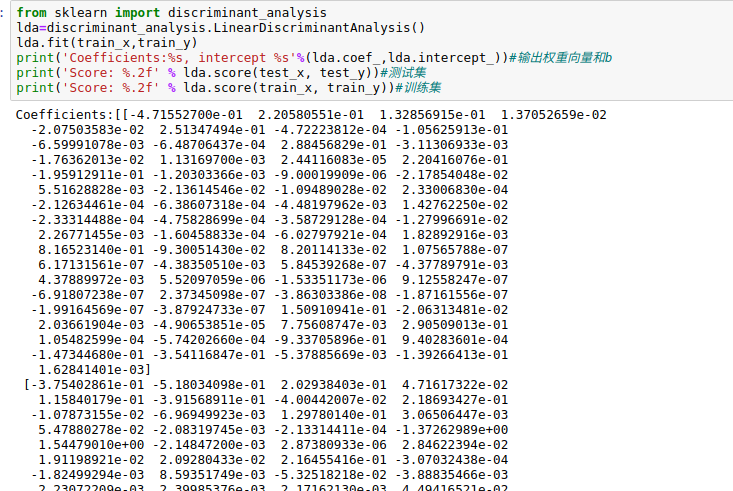 : from sklearn import discriminant_analysis
lda=discriminant_analysis.LinearDiscriminantAnalysis()
lda.fit(train_x,train_y)
print('Coefficients:%s, intercept %s'%(lda.coef_,lda.intercept_))#输出权重向量和b
print('Score: %.2f' % lda.score(test_x, test_y))#测试集
print('Score: %.2f' % lda.score(train_x, train_y))#训练集
Coefficients:[[-4.71552700e-01 2.20580551e-01 1.32856915e-01 1.37052659e-02
-2.07503583e-02 2.51347494e-01 -4.72223812e-04 -1.05625913e-01
-6.59991078e-03 -6.48706437e-04 2.88456829e-01 -3.11306933e-03
-1.76362013e-02 1.13169700e-03 2.44116083e-05 2.20416076e-01
-1.95912911e-01 -1.20303366e-03 -9.00019909e-06 -2.17854048e-02
5.51628828e-03 -2.13614546e-02 -1.09489028e-02 2.33006830e-04
-2.12634461e-04 -6.38607318e-04 -4.48197962e-03 1.42762250e-02
-2.33314488e-04 -4.75828699e-04 -3.58729128e-04 -1.27996691e-02
2.26771455e-03 -1.60458833e-04 -6.02797921e-04 1.82892916e-03
8.16523140e-01 -9.30051430e-02 8.20114133e-02 1.07565788e-07
6.17131561e-07 -4.38350510e-03 5.84539268e-07 -4.37789791e-03
4.37889972e-03 5.52097059e-06 -1.53351173e-06 9.12558747e-07
-6.91807238e-07 2.37345098e-07 -3.86303386e-08 -1.87161556e-07
-1.99164569e-07 -3.87924733e-07 1.50910941e-01 -2.06313481e-02
2.03661904e-03 -4.90653851e-05 7.75608747e-03 2.90509013e-01
1.05482599e-04 -5.74202660e-04 -9.33705896e-01 9.40283601e-04
-1.47344680e-01 -3.54116847e-01 -5.37885669e-03 -1.39266413e-01
1.62841401e-03]
[-3.75402861e-01 -5.18034098e-01 2.02938403e-01 4.71617322e-02
1.15840179e-01 -3.91568911e-01 -4.00442007e-02 2.18693427e-01
-1.07873155e-02 -6.96949923e-03 1.29780140e-01 3.06506447e-03
5.47880278e-02 -2.08319745e-03 -2.13314411e-04 -1.37262989e+00
1.54479010e+00 -2.14847200e-03 2.87380933e-06 2.84622394e-02
1.91198921e-02 2.09280433e-02 2.16455416e-01 -3.07032438e-04
-1.82499294e-03 8.59351749e-03 -5.32518218e-02 -3.88835466e-03
2.23072209e-03 2.39985376e-03 2.17162130e-03 4.49416521e-02